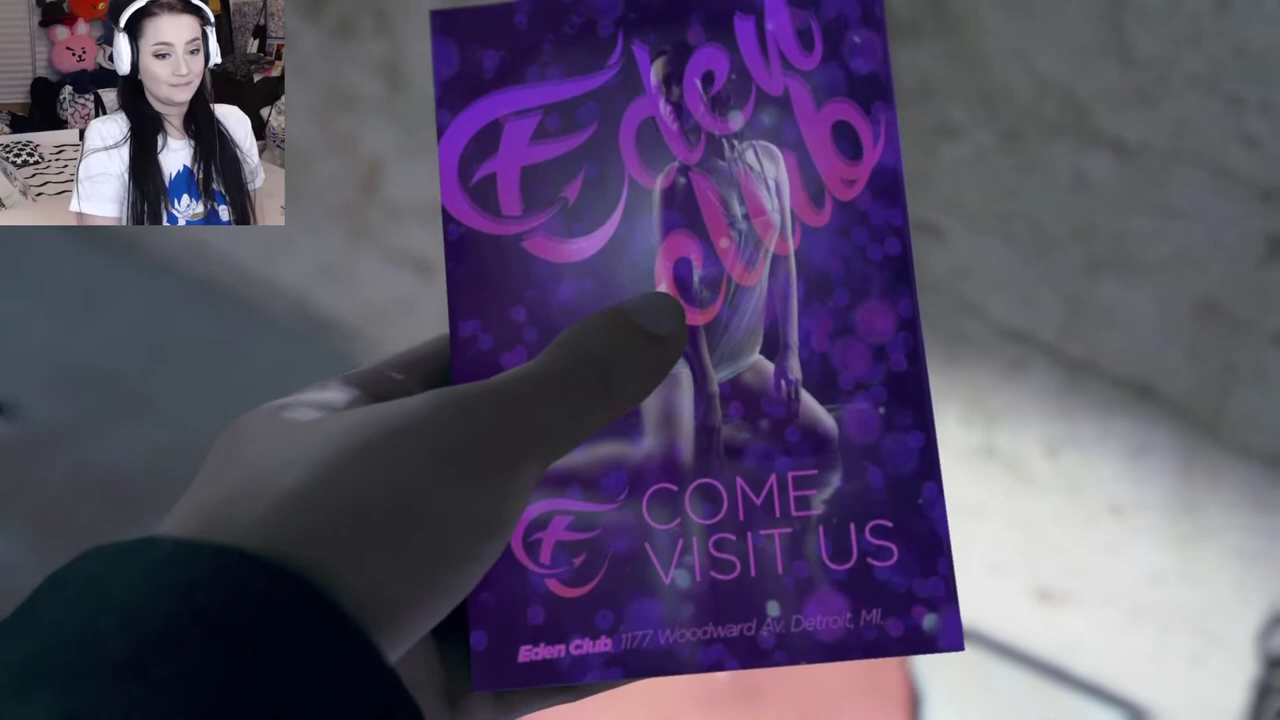 Eden
club
COME
VISIT US
Eden Club, 1177 Woodward Av. Detroit, MI.